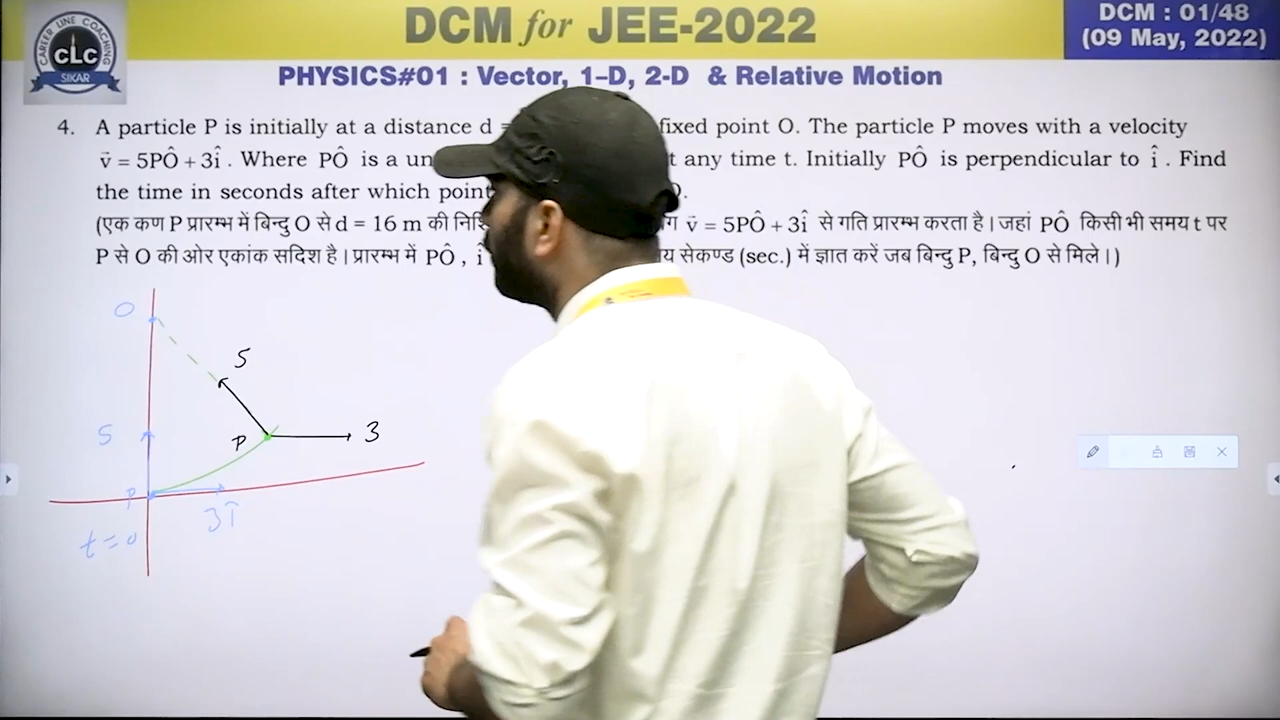 DCM for JEE-2022
DCM : 01/48
(09 May, 2022)
CAREER LINE COACHING
CLC
SIKAR
PHYSICS#01 : Vector, 1–D, 2-D & Relative Motion
4. A particle P is initially at a distance d fixed point O. The particle P moves with a velocity
v⃗ = 5PÔ + 3î . Where PÔ is a any time t. Initially PÔ is perpendicular to î . Find
the time in seconds after which point
(एक कण P प्रारम्भ में बिन्दु O से d = 16 m की v⃗ = 5PÔ + 3î से गति प्रारम्भ करता है। जहां PÔ किसी भी समय t पर
P से O की ओर एकांक सदिश है। प्रारम्भ में PÔ , î सेकण्ड (sec.) में ज्ञात करें जब बिन्दु P, बिन्दु O से मिले।)
O
5
5
P
3
P
3î
t=0